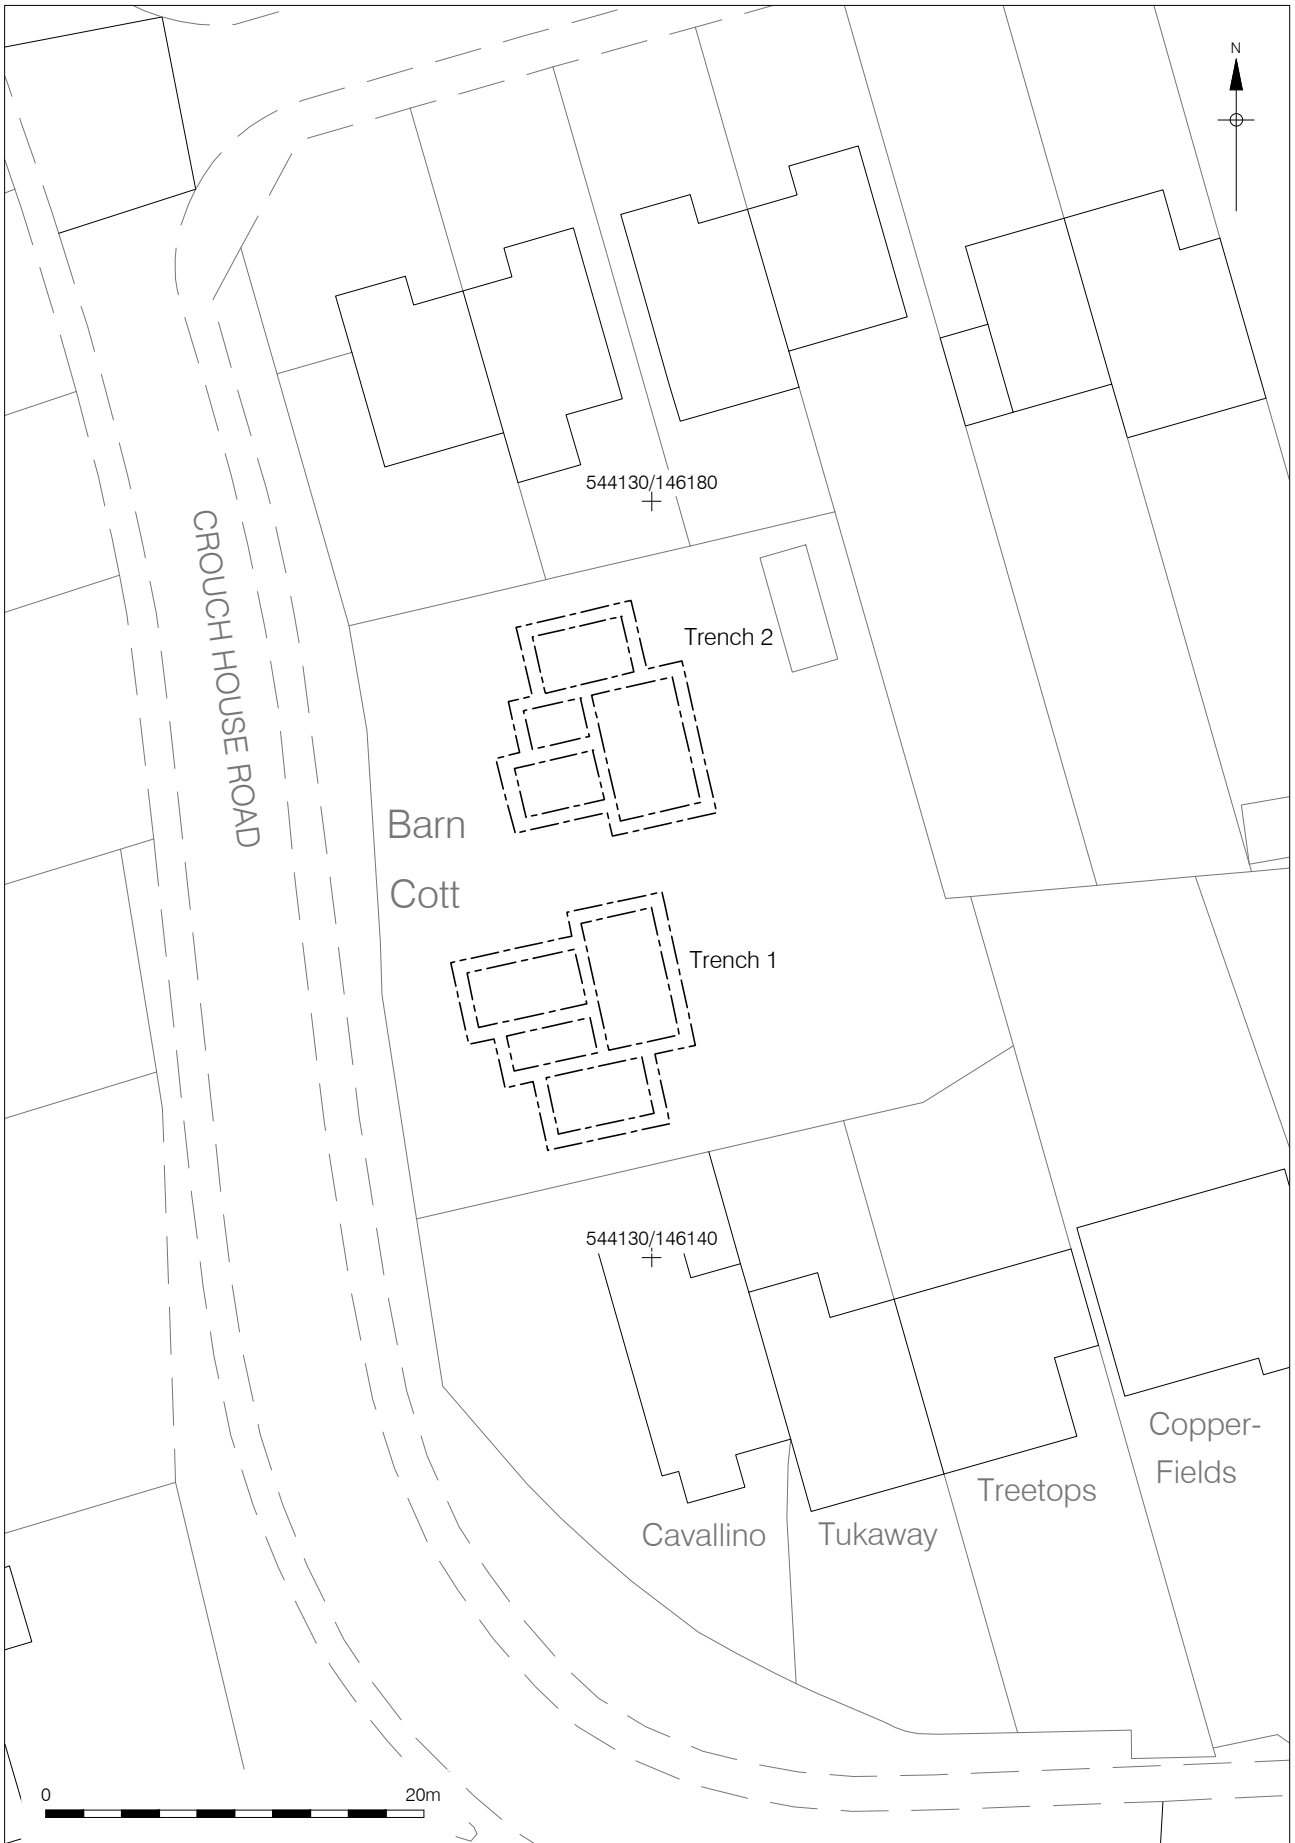 N
544130/146180
CROUCH HOUSE ROAD
Trench 2
Barn
Cott
Trench 1
544130/146140
Copper-
Fields
Treetops
Cavallino
Tukaway
0
20m